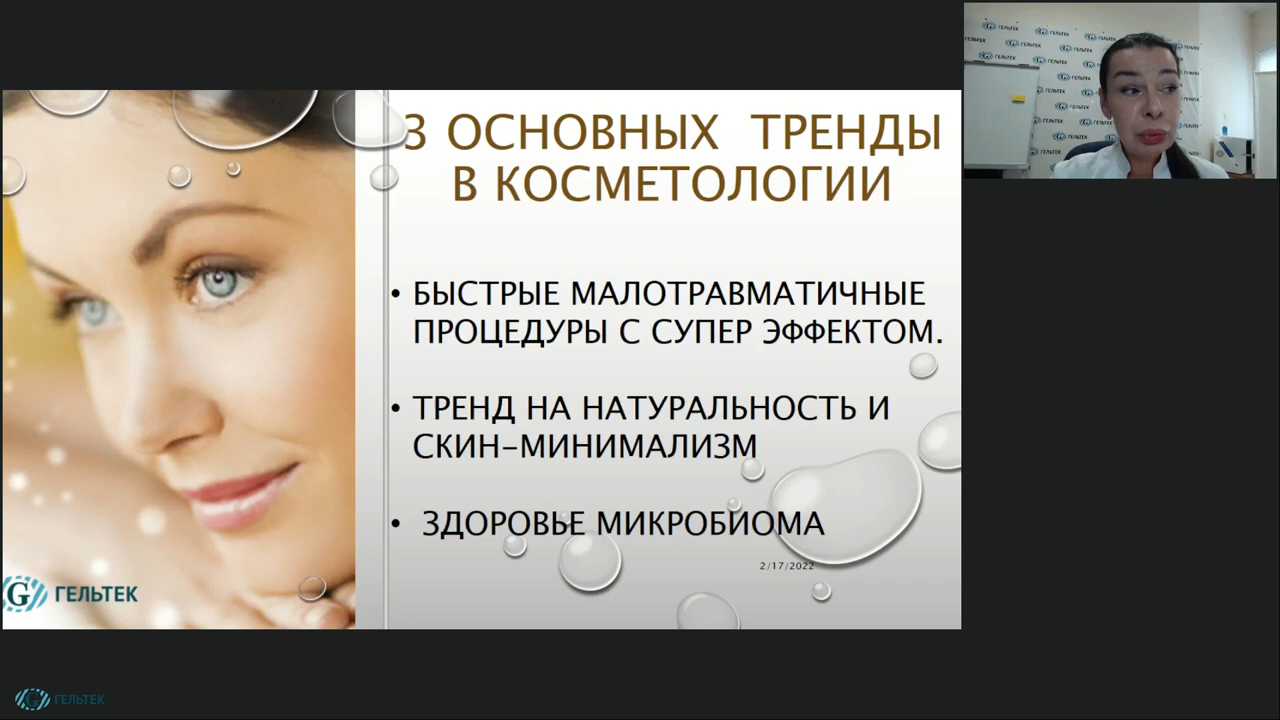 3 ОСНОВНЫХ ТРЕНДЫ
В КОСМЕТОЛОГИИ
• БЫСТРЫЕ МАЛОТРАВМАТИЧНЫЕ
ПРОЦЕДУРЫ С СУПЕР ЭФФЕКТОМ.
• ТРЕНД НА НАТУРАЛЬНОСТЬ И
СКИН-МИНИМАЛИЗМ
• ЗДОРОВЬЕ МИКРОБИОМА
2/17/2022
G ГЕЛЬТЕК
G ГЕЛЬТЕК